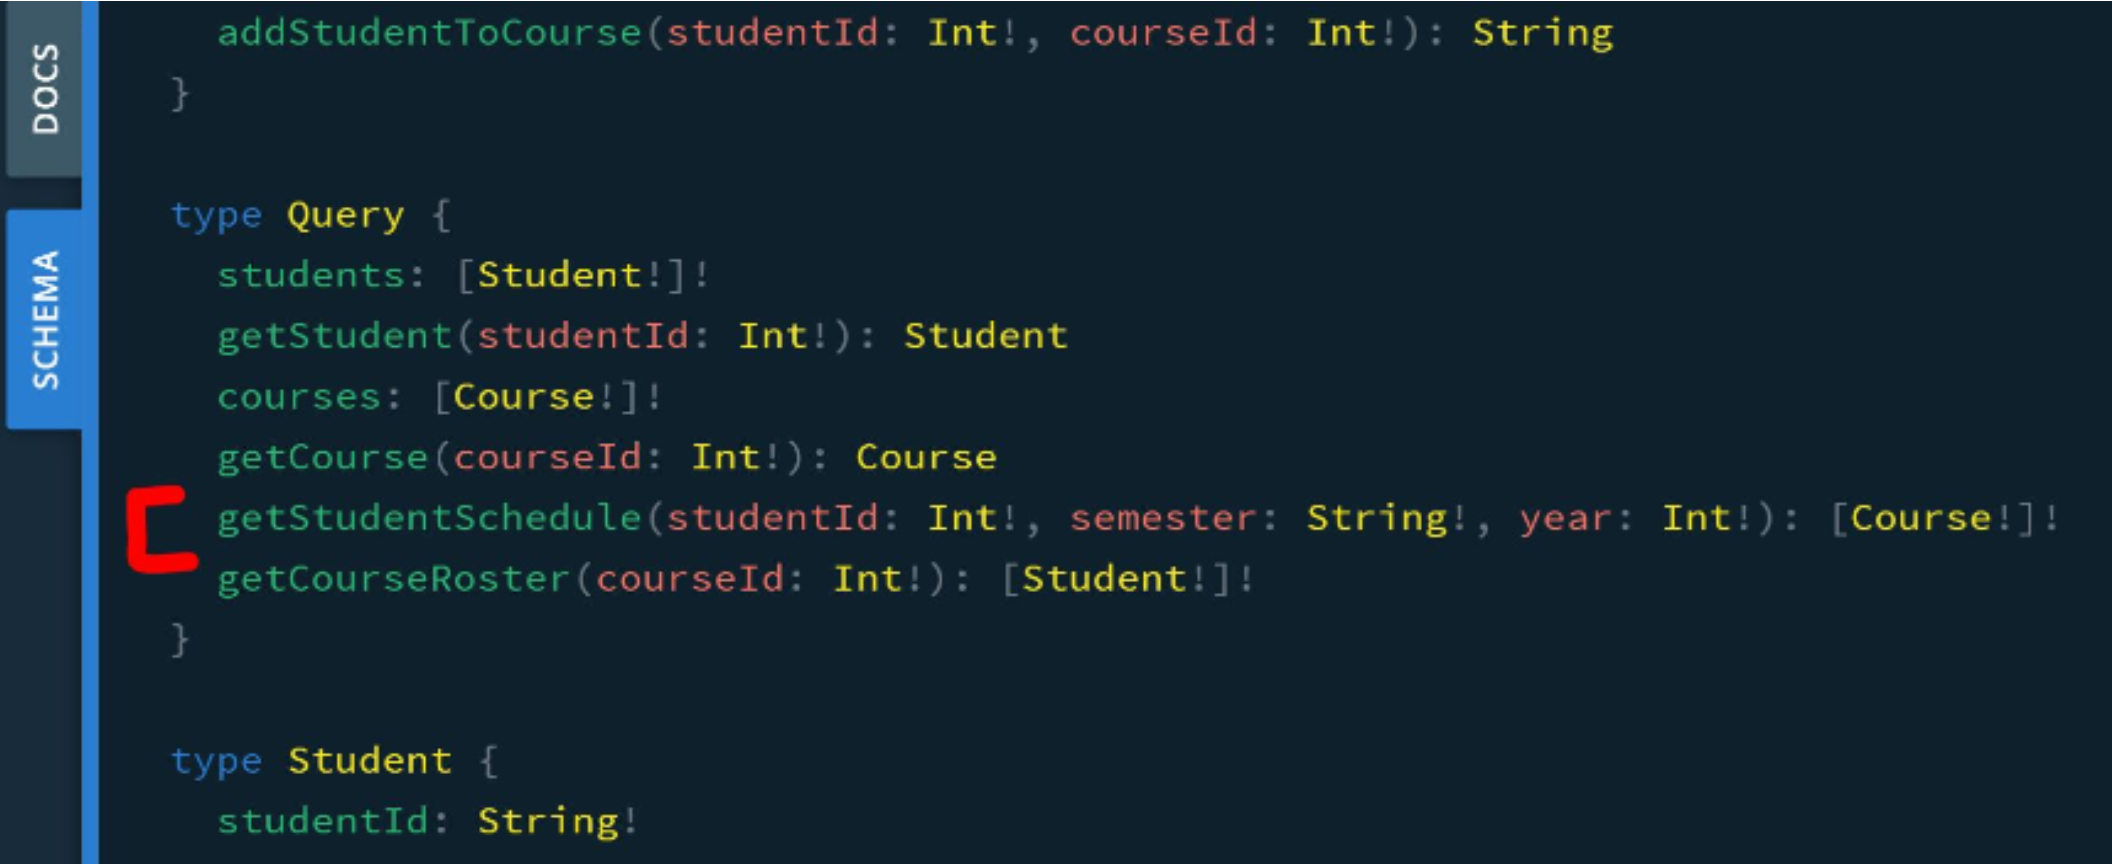 DOCS
SCHEMA
addStudentToCourse(studentId: Int!, courseId: Int!): String
}
type Query {
students: [Student!]!
getStudent(studentId: Int!): Student
courses: [Course!]!
getCourse(courseId: Int!): Course
getStudentSchedule(studentId: Int!, semester: String!, year: Int!): [Course!]!
getCourseRoster(courseId: Int!): [Student!]!
}
type Student {
studentId: String!